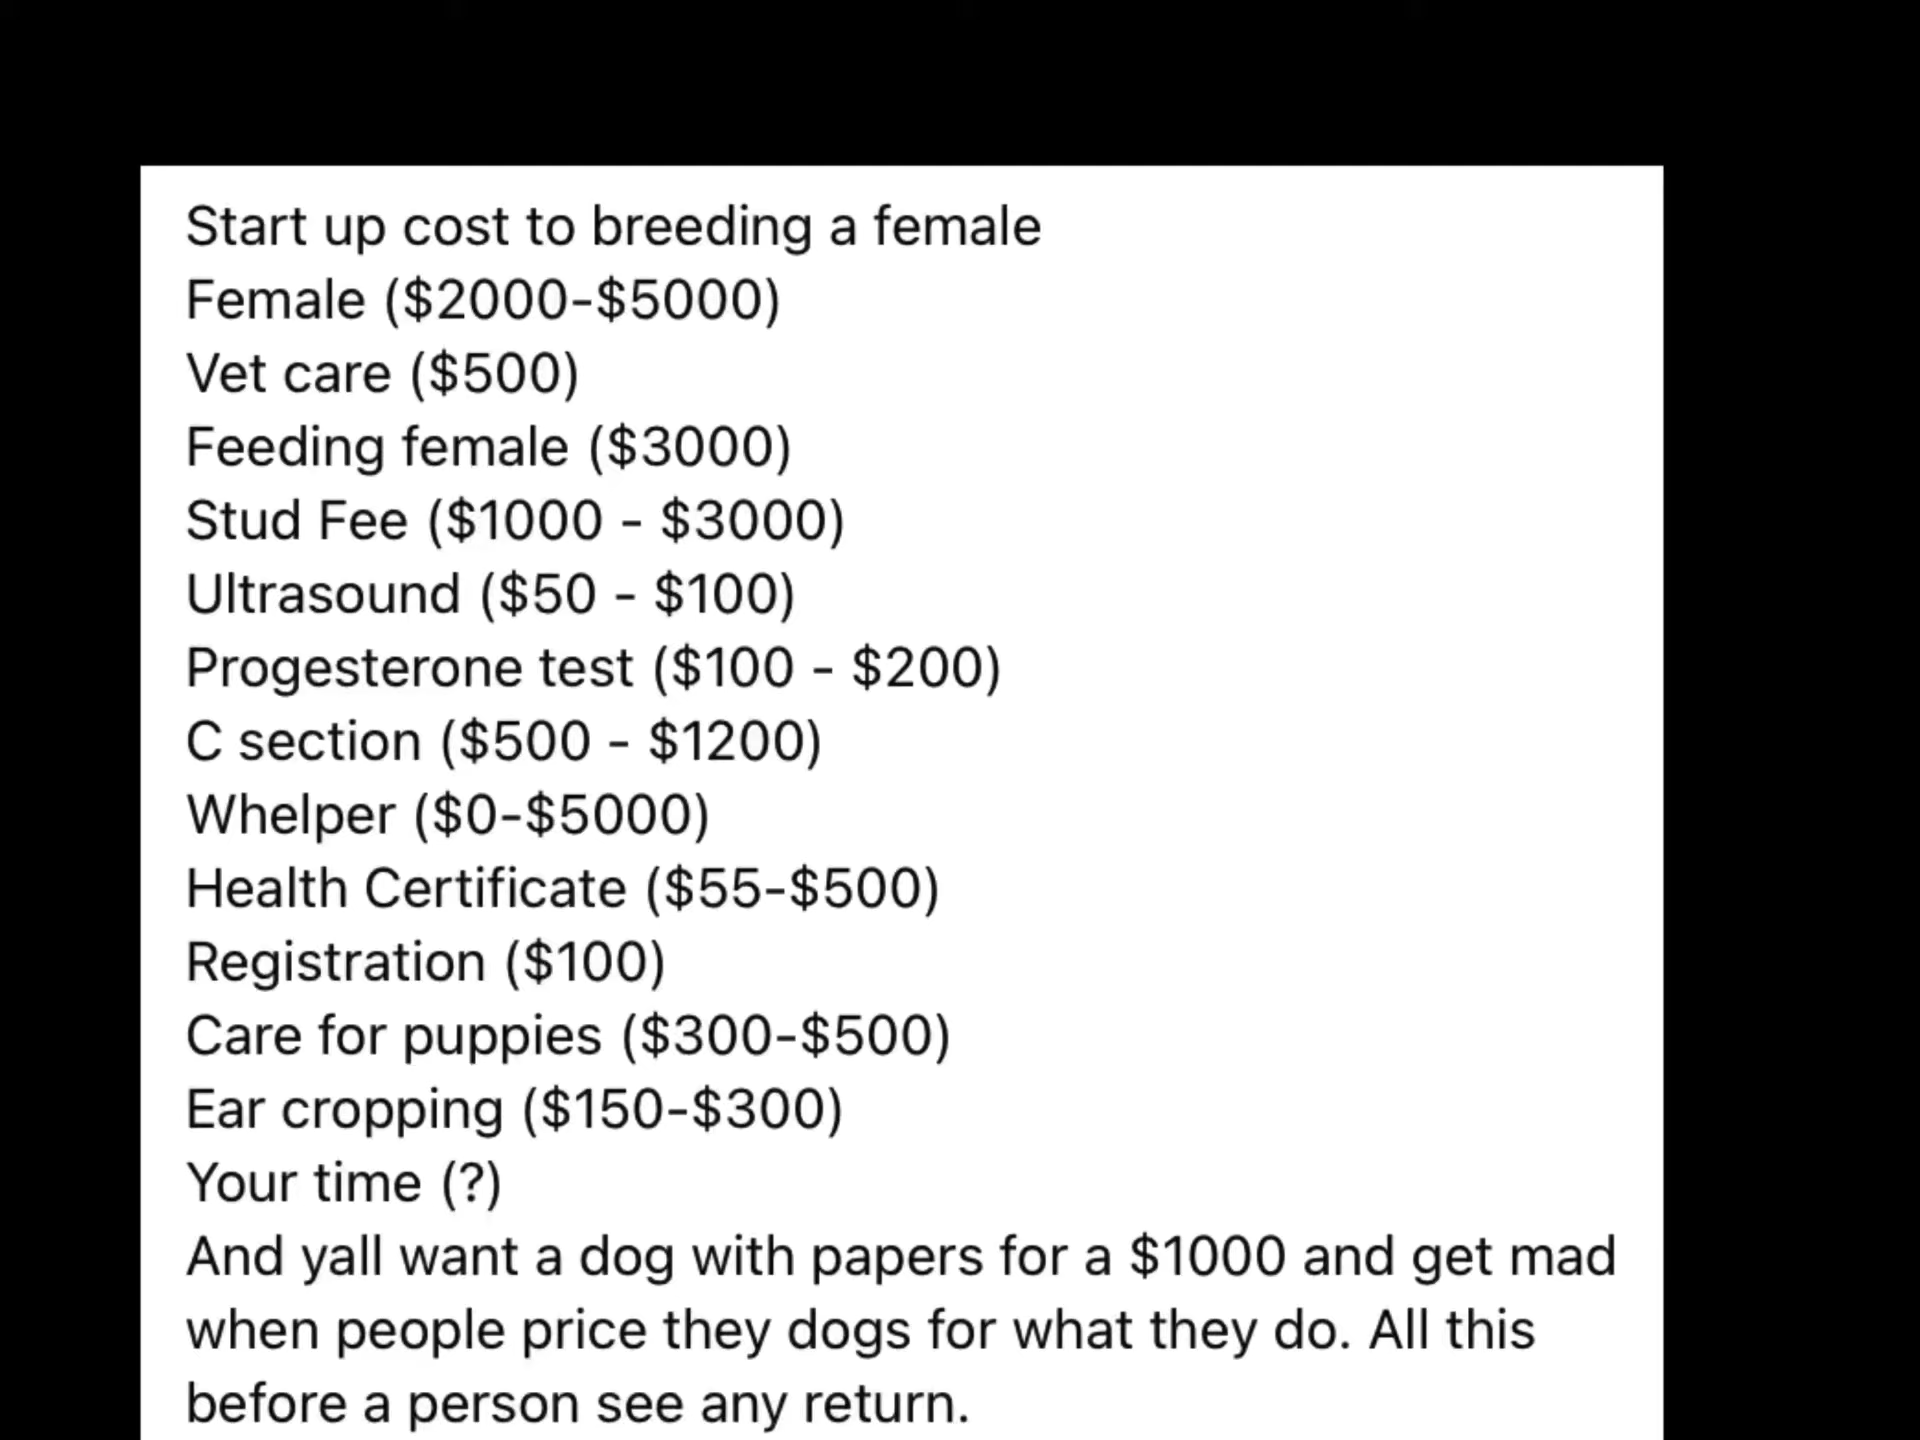 Start up cost to breeding a female
Female ($2000-$5000)
Vet care ($500)
Feeding female ($3000)
Stud Fee ($1000 - $3000)
Ultrasound ($50 - $100)
Progesterone test ($100 - $200)
C section ($500 - $1200)
Whelper ($0-$5000)
Health Certificate ($55-$500)
Registration ($100)
Care for puppies ($300-$500)
Ear cropping ($150-$300)
Your time (?)
And yall want a dog with papers for a $1000 and get mad
when people price they dogs for what they do. All this
before a person see any return.